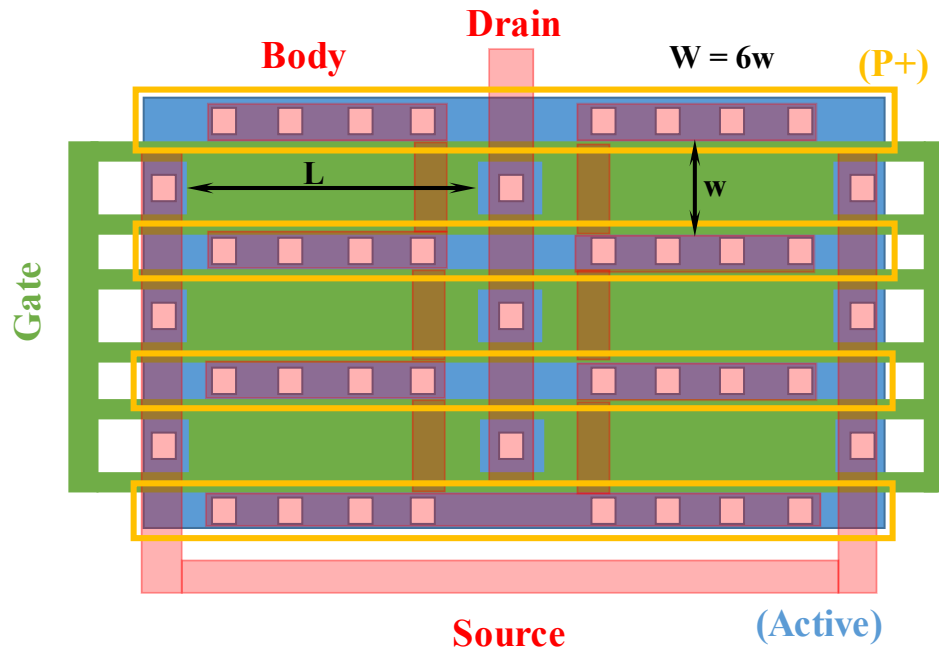 Drain
Body
W = 6w
(P+)
L
w
Gate
Source
(Active)